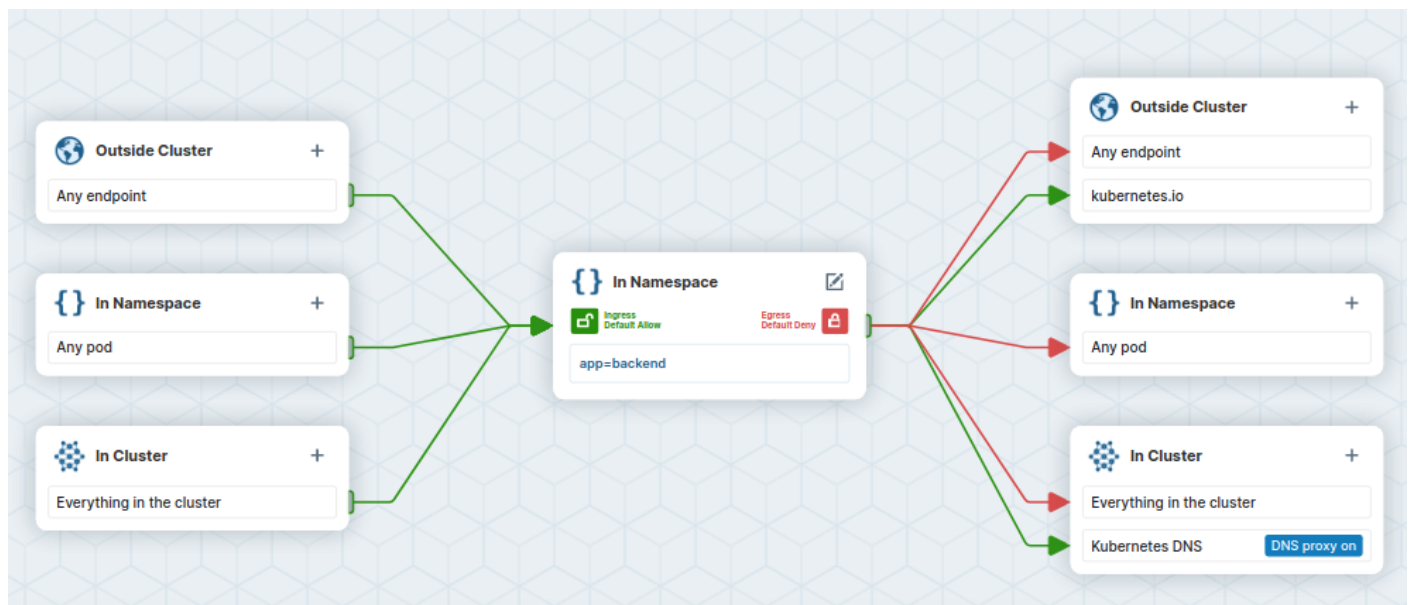 Outside Cluster
Any endpoint
In Namespace
Any pod
In Cluster
Everything in the cluster
In Namespace
Ingress
Default Allow
Egress
Default Deny
app=backend
Outside Cluster
Any endpoint
kubernetes.io
In Namespace
Any pod
In Cluster
Everything in the cluster
Kubernetes DNS DNS proxy on